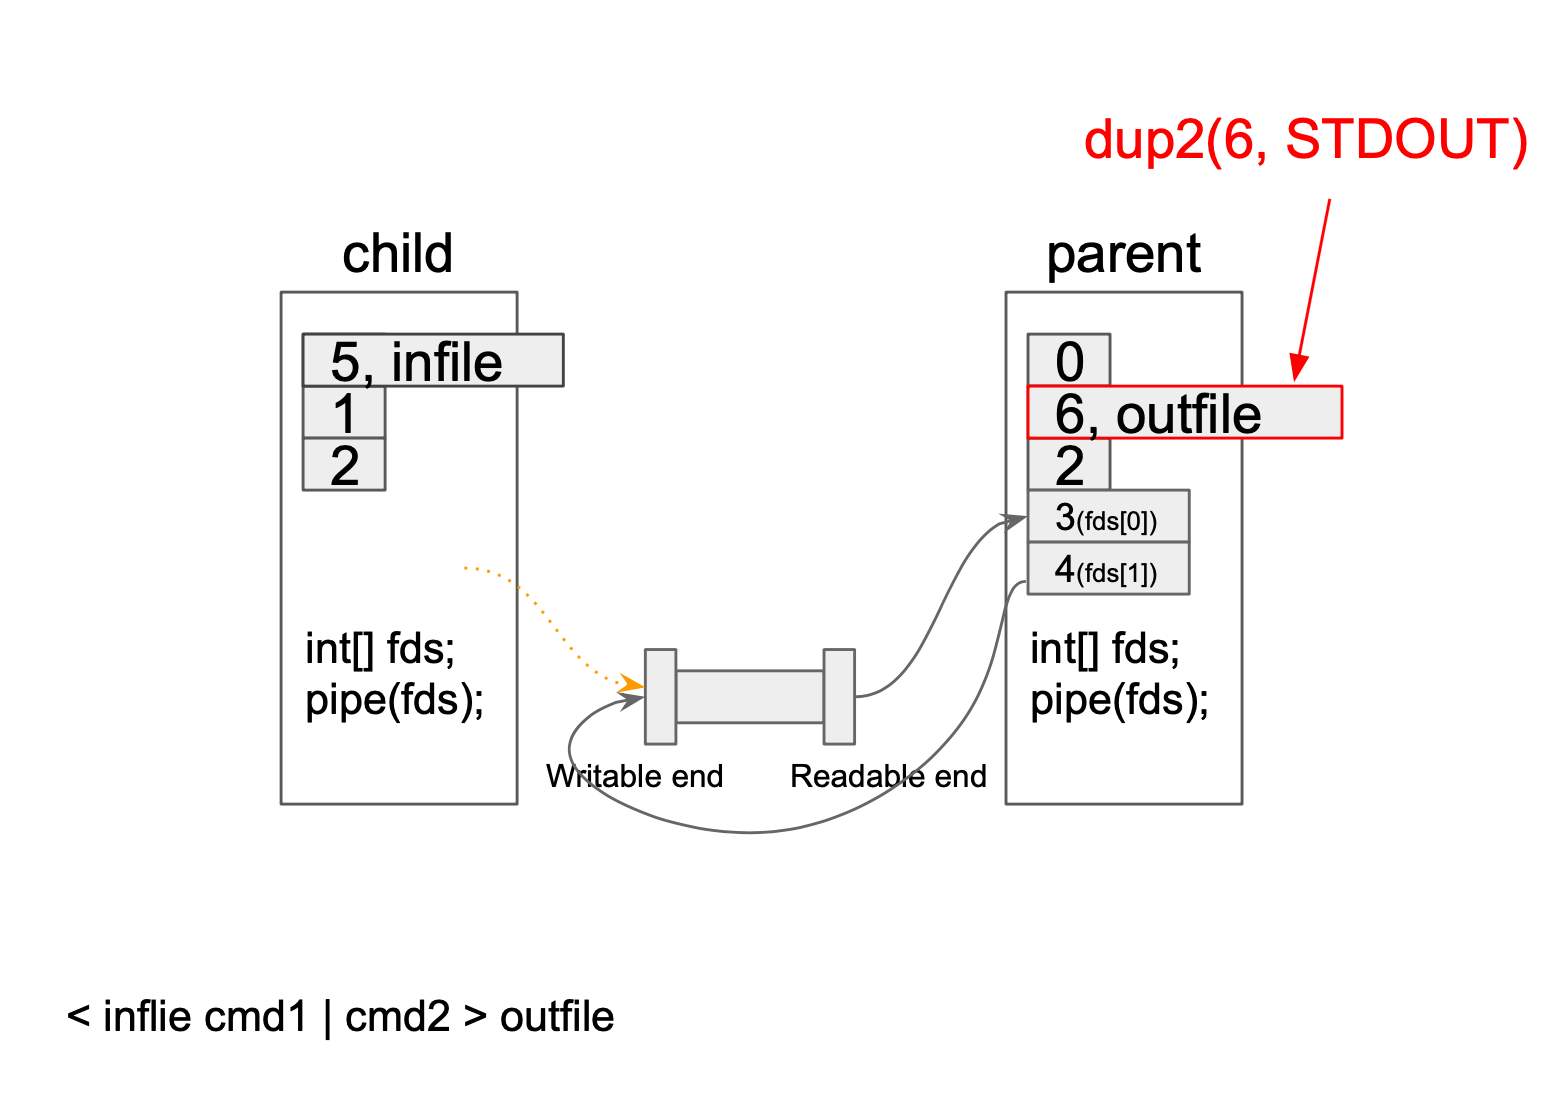 dup2(6, STDOUT)
child
parent
5, infile
1
2
0
6, outfile
2
3(fds[0])
4(fds[1])
int[] fds;
pipe(fds);
int[] fds;
pipe(fds);
Writable end
Readable end
< inflie cmd1 | cmd2 > outfile